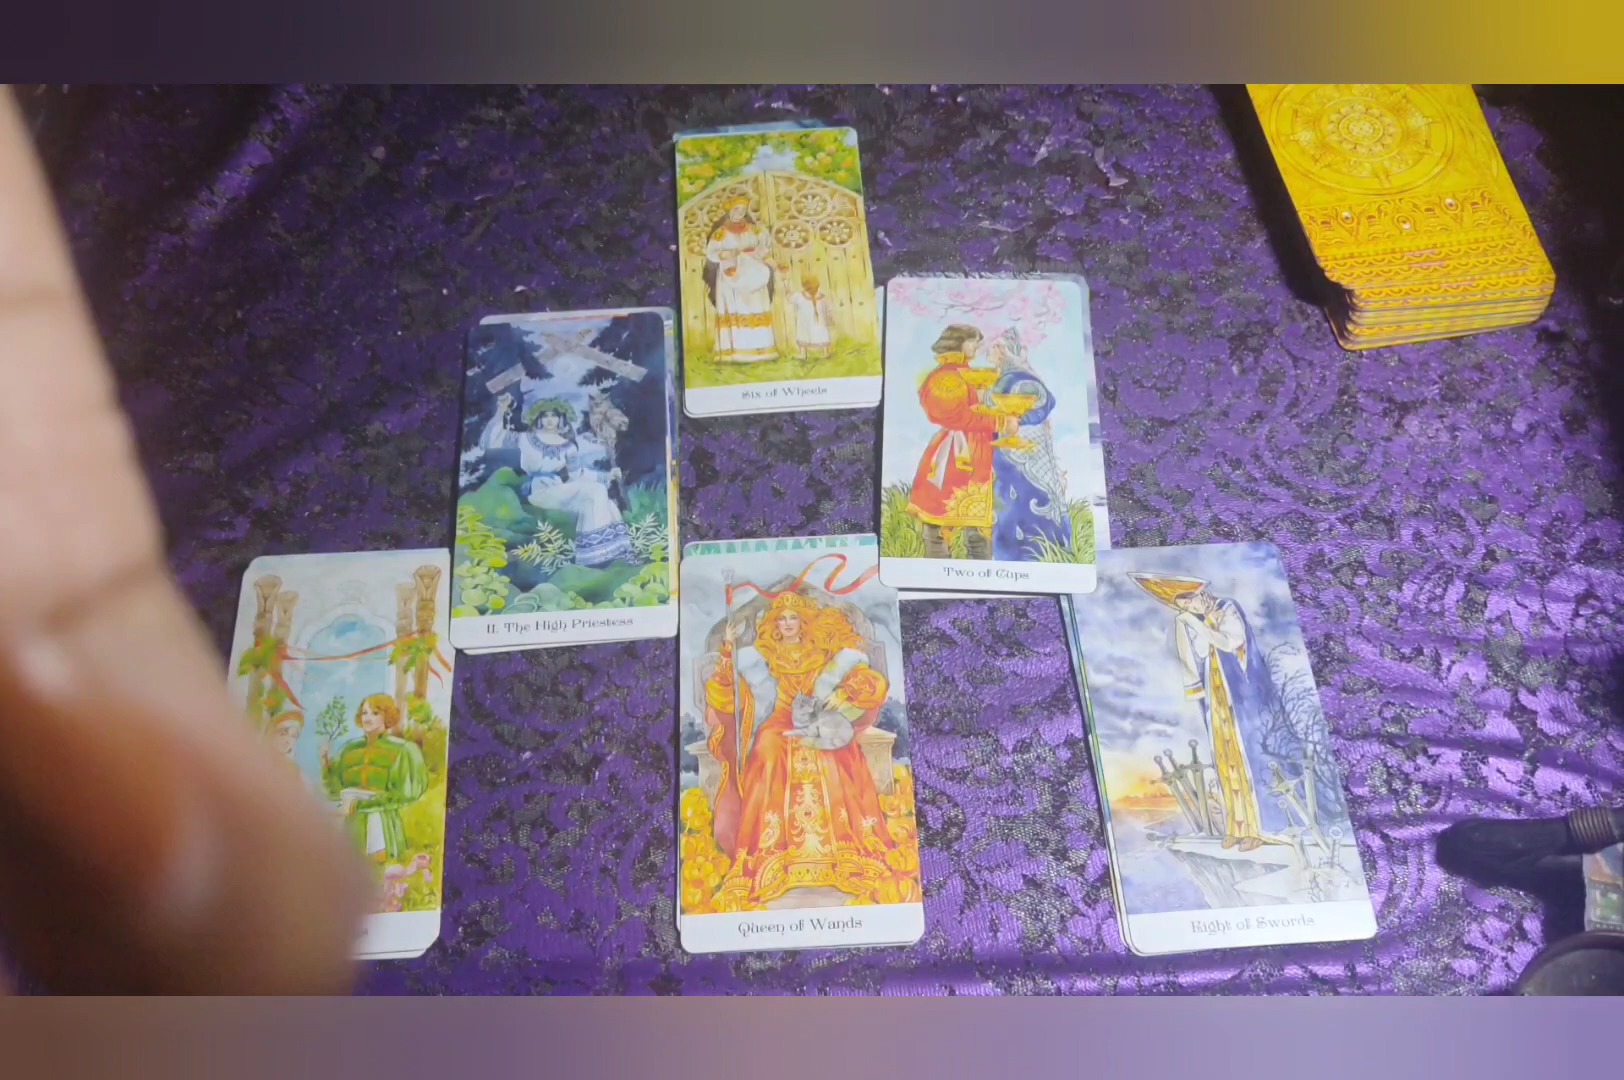 Six of Wheels
II. The High Priestess
Two of Cups
Queen of Wands
Eight of Swords